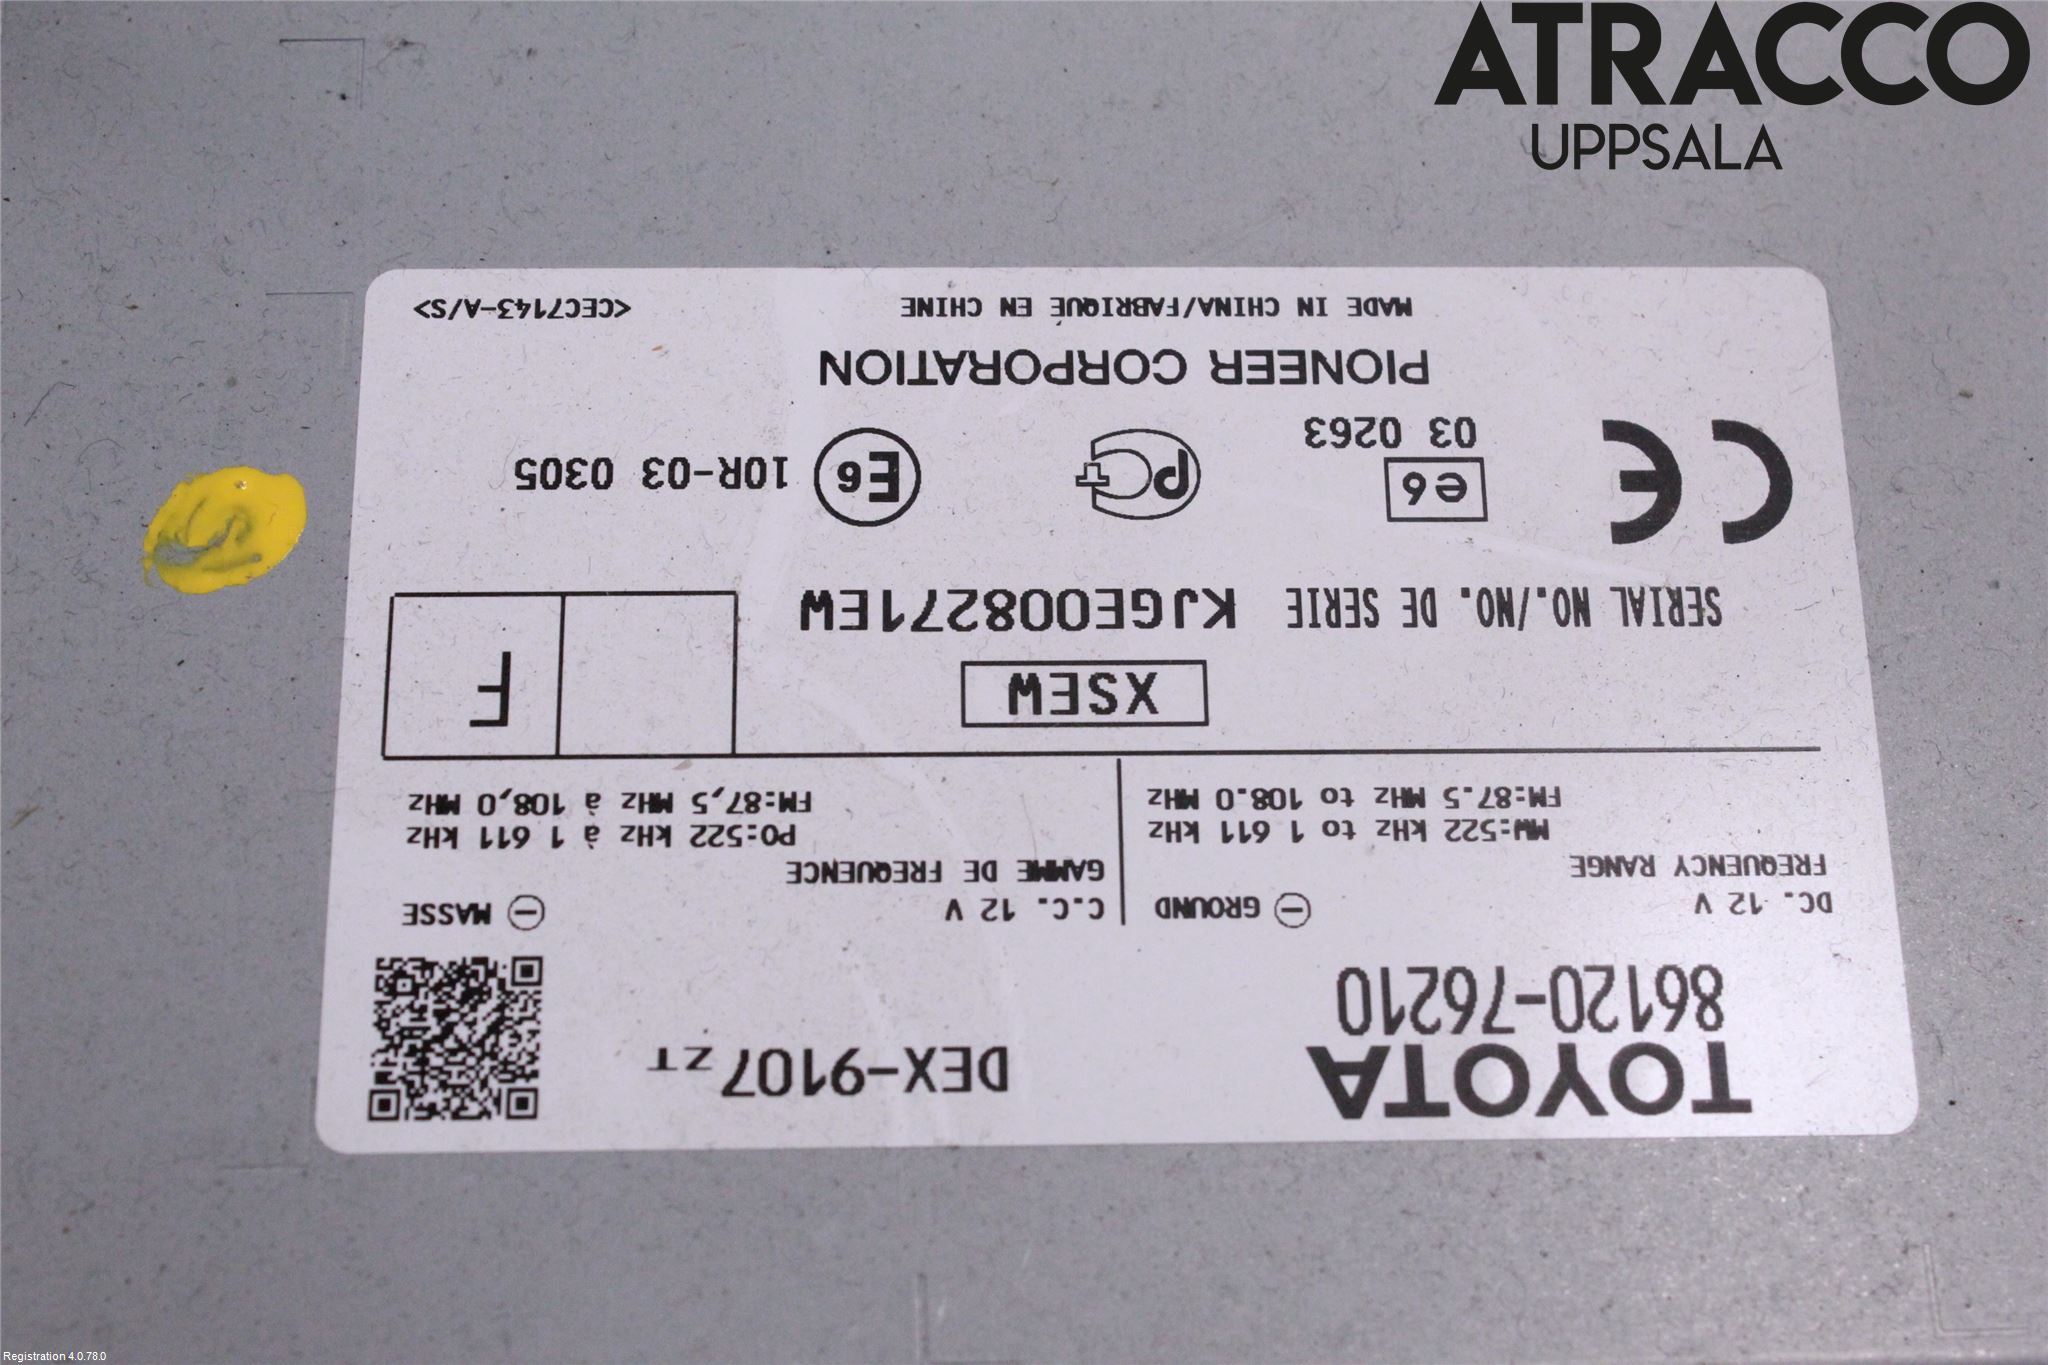 ATRACCO
UPPSALA
TOYOTA
86120-76210
DEX-9107ZT
DC. 12 V ⊖ GROUND
FREQUENCY RANGE
MW:522 kHz to 1 611 kHz
FM:87.5 MHz to 108.0 MHz
C.C. 12 V ⊖ MASSE
GAMME DE FREQUENCE
PO:522 kHz à 1 611 kHz
FM:87,5 MHz à 108,0 MHz
XSEW
F
SERIAL NO./NO. DE SERIE KJGE008271EW
CE
e6
03 0263
PCT
E6
10R-03 0305
PIONEER CORPORATION
MADE IN CHINA/FABRIQUÉ EN CHINE
<CEC7143-A/S>
Registration 4.0.78.0